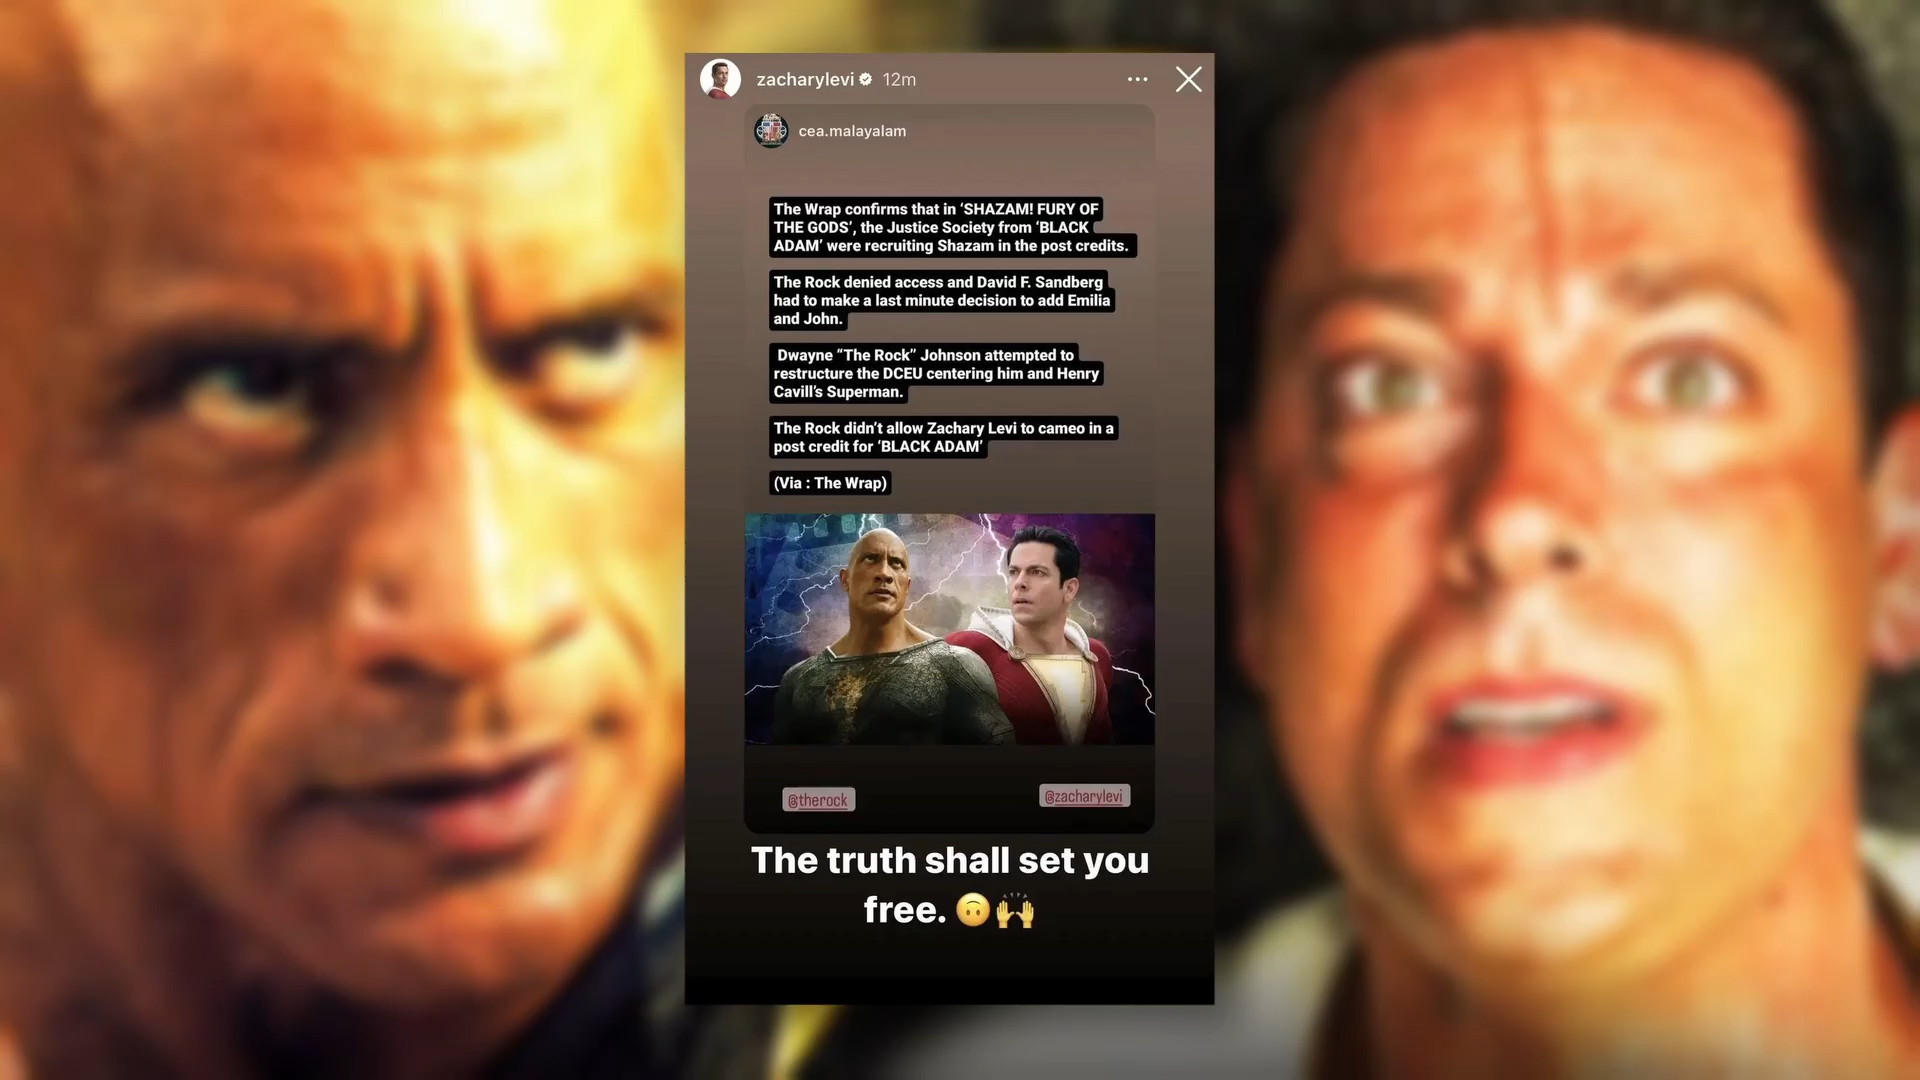 zacharylevi 12m
cea.malayalam
The Wrap confirms that in ‘SHAZAM! FURY OF
THE GODS’, the Justice Society from ‘BLACK
ADAM’ were recruiting Shazam in the post credits.
The Rock denied access and David F. Sandberg
had to make a last minute decision to add Emilia
and John.
Dwayne “The Rock” Johnson attempted to
restructure the DCEU centering him and Henry
Cavill’s Superman.
The Rock didn’t allow Zachary Levi to cameo in a
post credit for ‘BLACK ADAM’
(Via : The Wrap)
@therock
@zacharylevi
The truth shall set you
free. 🙃🙌